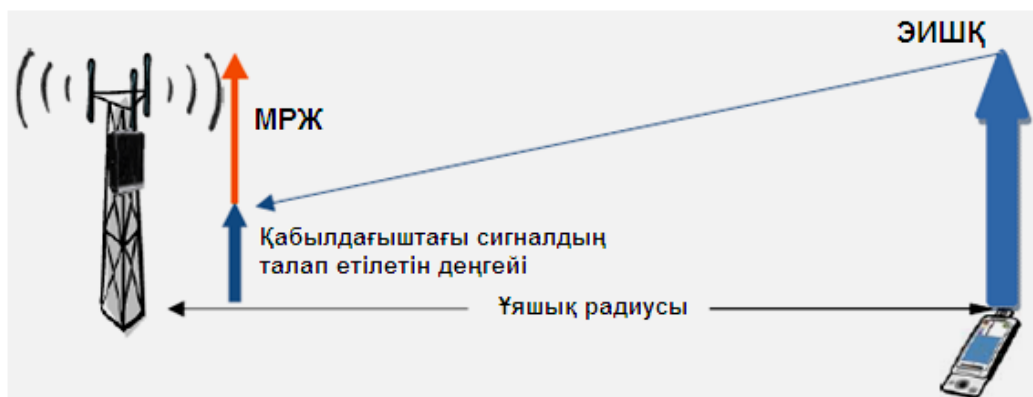 ЭИШҚ
МРЖ
Қабылдағыштағы сигналдың
талап етілетін деңгейі
Ұяшық радиусы